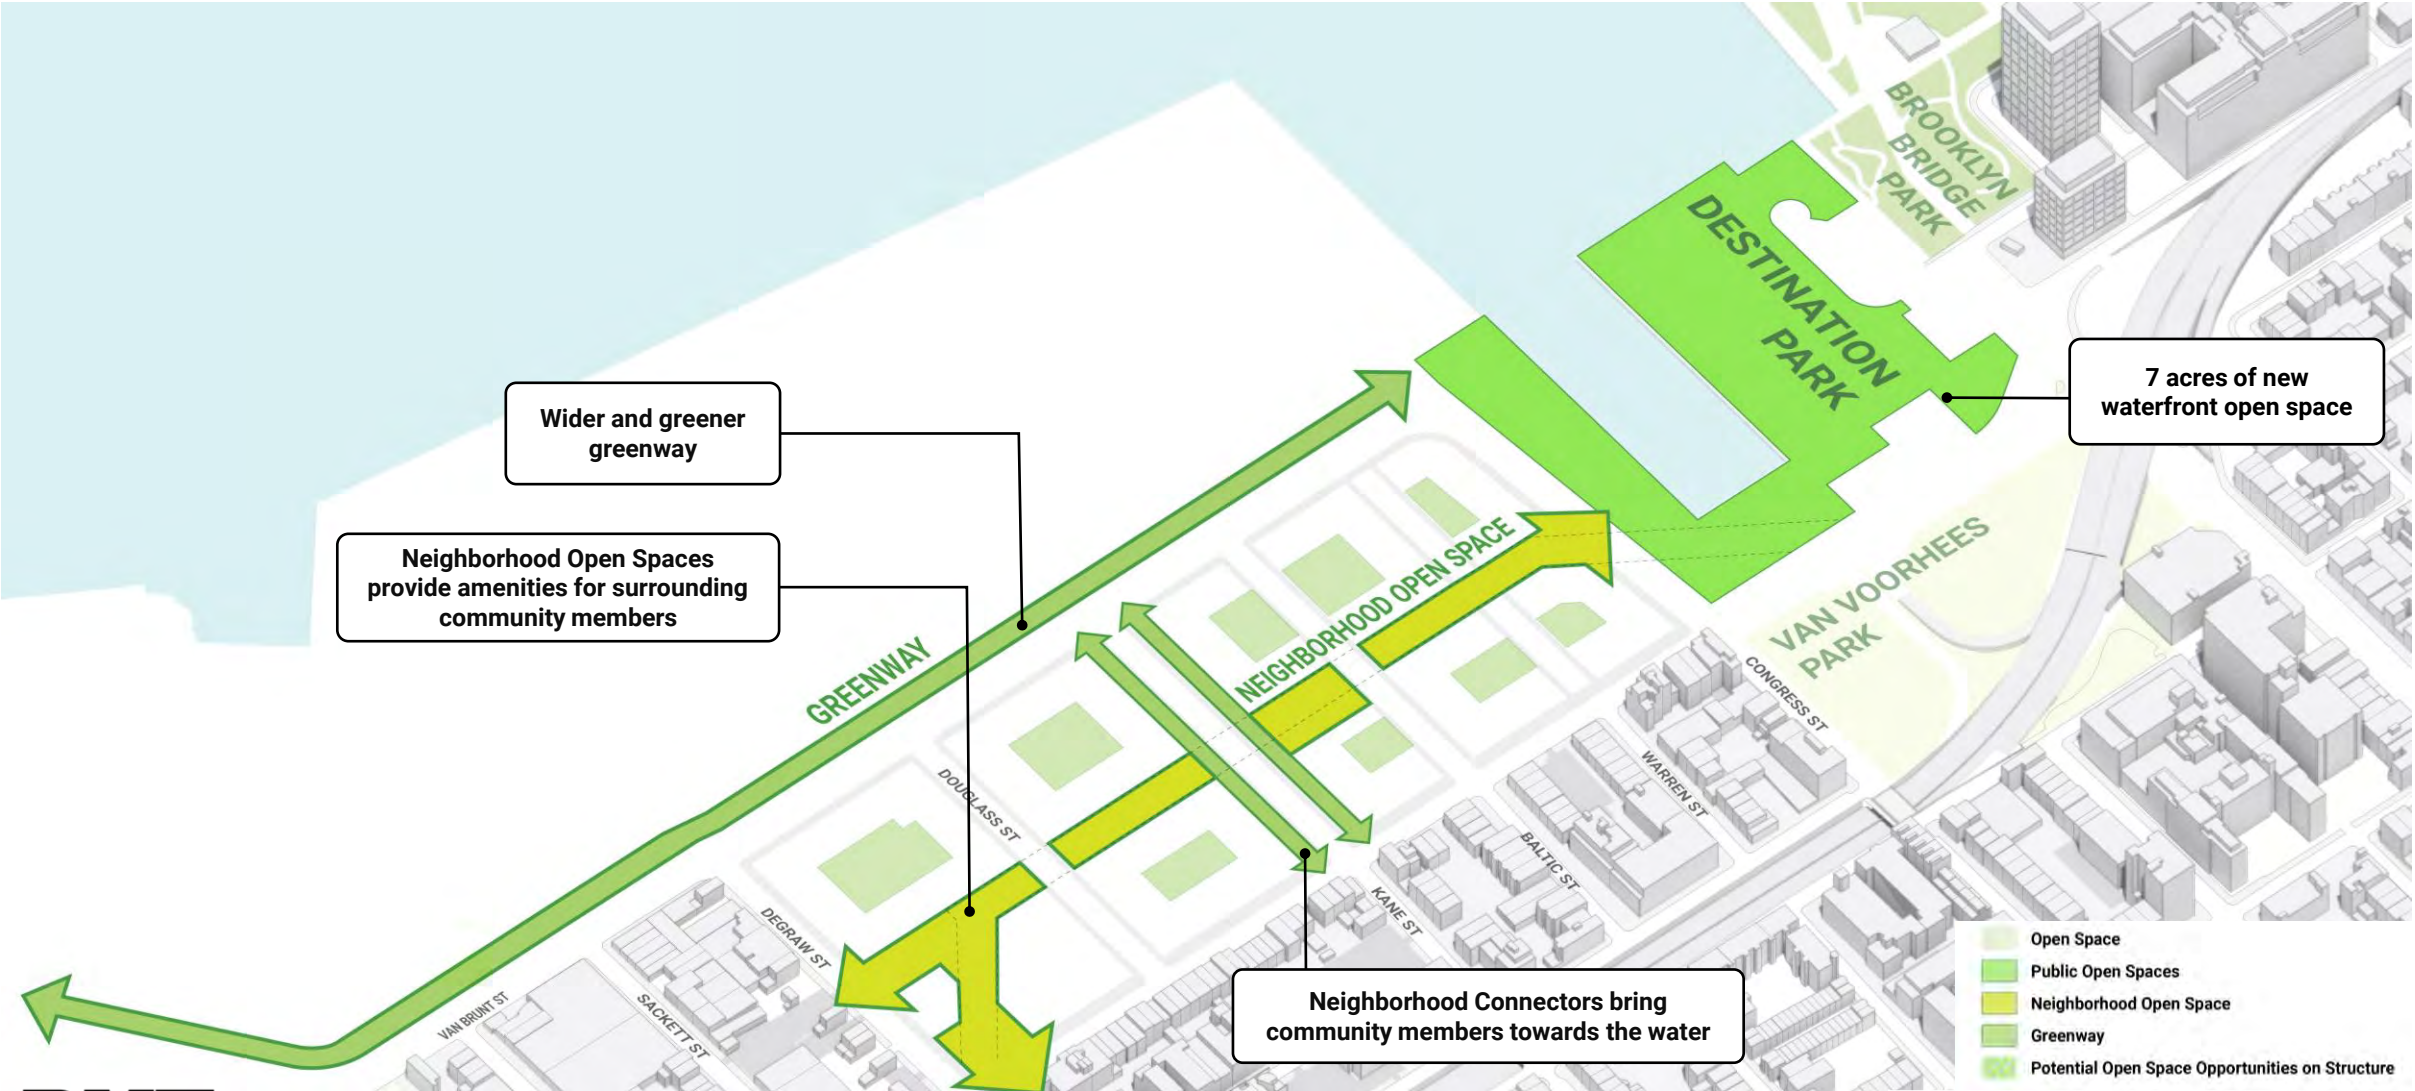 BROOKLYN
BRIDGE
PARK
DESTINATION
PARK
7 acres of new
waterfront open space
Wider and greener
greenway
Neighborhood Open Spaces
provide amenities for surrounding
community members
NEIGHBORHOOD OPEN SPACE
GREENWAY
VAN VOORHEES
PARK
CONGRESS ST
WARREN ST
BALTIC ST
KANE ST
DOUGLASS ST
DEGRAW ST
SACKETT ST
VAN BRUNT ST
Neighborhood Connectors bring
community members towards the water
Open Space
Public Open Spaces
Neighborhood Open Space
Greenway
Potential Open Space Opportunities on Structure